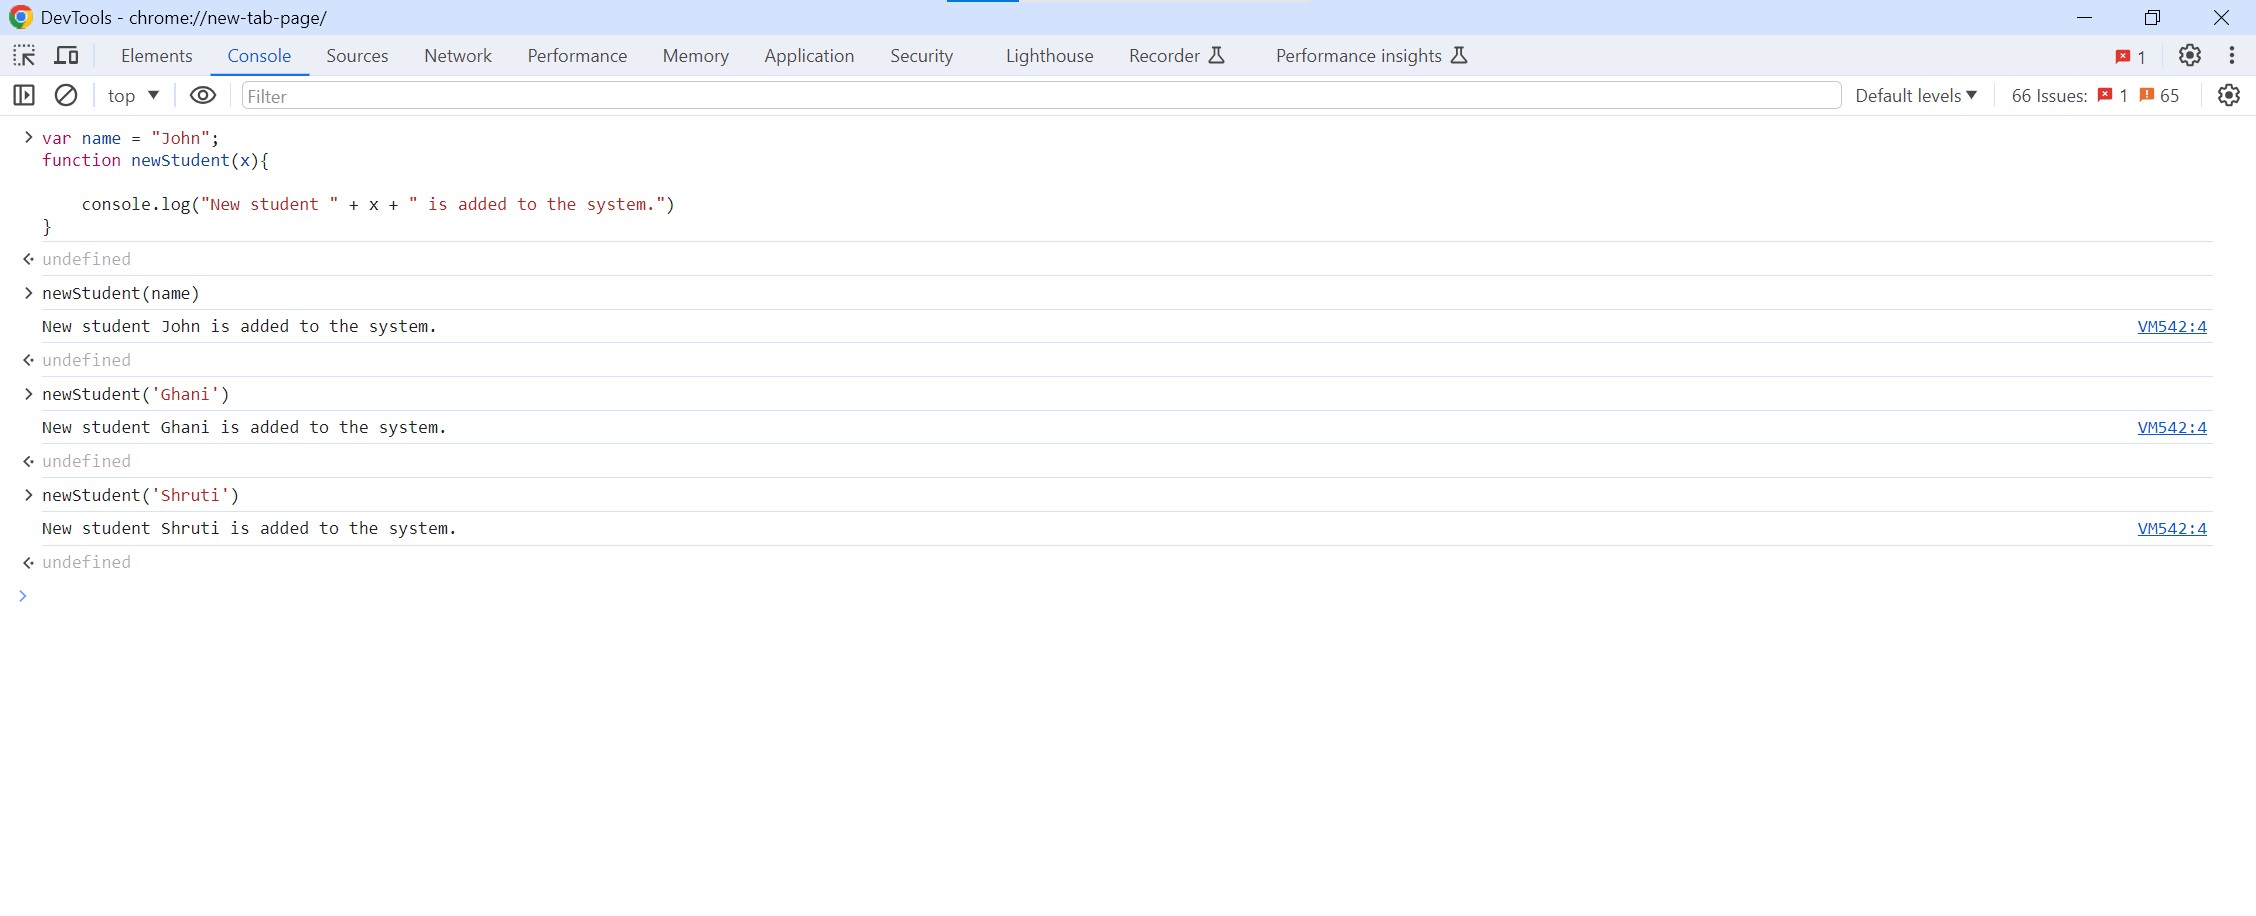 DevTools - chrome://new-tab-page/
Elements Console Sources Network Performance Memory Application Security Lighthouse Recorder Performance insights 1
top Filter Default levels 66 Issues: 1 65
var name = "John";
function newStudent(x){
console.log("New student " + x + " is added to the system.")
}
undefined
newStudent(name)
New student John is added to the system. VM542:4
undefined
newStudent('Ghani')
New student Ghani is added to the system. VM542:4
undefined
newStudent('Shruti')
New student Shruti is added to the system. VM542:4
undefined